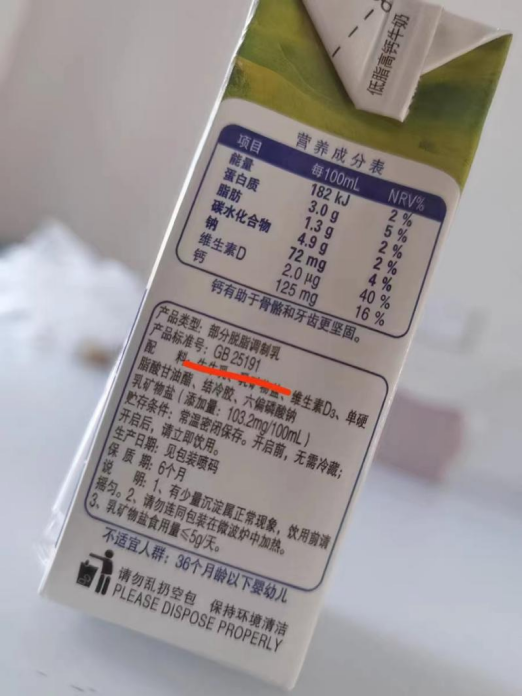 低脂高钙牛奶
营养成分表
项目 每100mL NRV%
能量 182 kJ 2 %
蛋白质 3.0 g 5 %
脂肪 1.3 g 2 %
碳水化合物 4.9 g 2 %
钠 72 mg 4 %
维生素D 2.0 μg 40 %
钙 125 mg 16 %
钙有助于骨骼和牙齿更坚固。
产品类型: 部分脱脂调制乳
产品标准号: GB 25191
配 料: 生牛乳、乳矿物盐、维生素D₃、单硬
脂酸甘油酯、结冷胶、六偏磷酸钠
乳矿物盐 (添加量: 103.2mg/100mL)
贮存条件: 常温密闭保存。开启前, 无需冷藏;
开启后, 请立即饮用。
生产日期: 见包装喷码
保 质 期: 6个月
说 明: 1、有少量沉淀属正常现象, 饮用前请
摇匀。2、请勿连同包装在微波炉中加热。
3、乳矿物盐食用量≤5g/天。
不适宜人群: 36个月龄以下婴幼儿
请勿乱扔空包 保持环境清洁
PLEASE DISPOSE PROPERLY